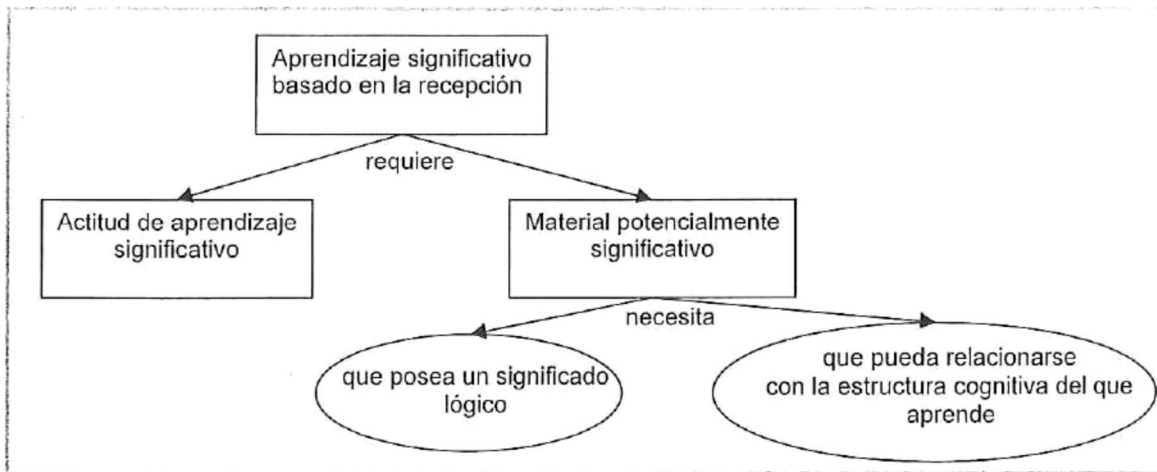 Aprendizaje significativo
basado en la recepción
requiere
Actitud de aprendizaje
significativo
Material potencialmente
significativo
necesita
que posea un significado
lógico
que pueda relacionarse
con la estructura cognitiva del que
aprende